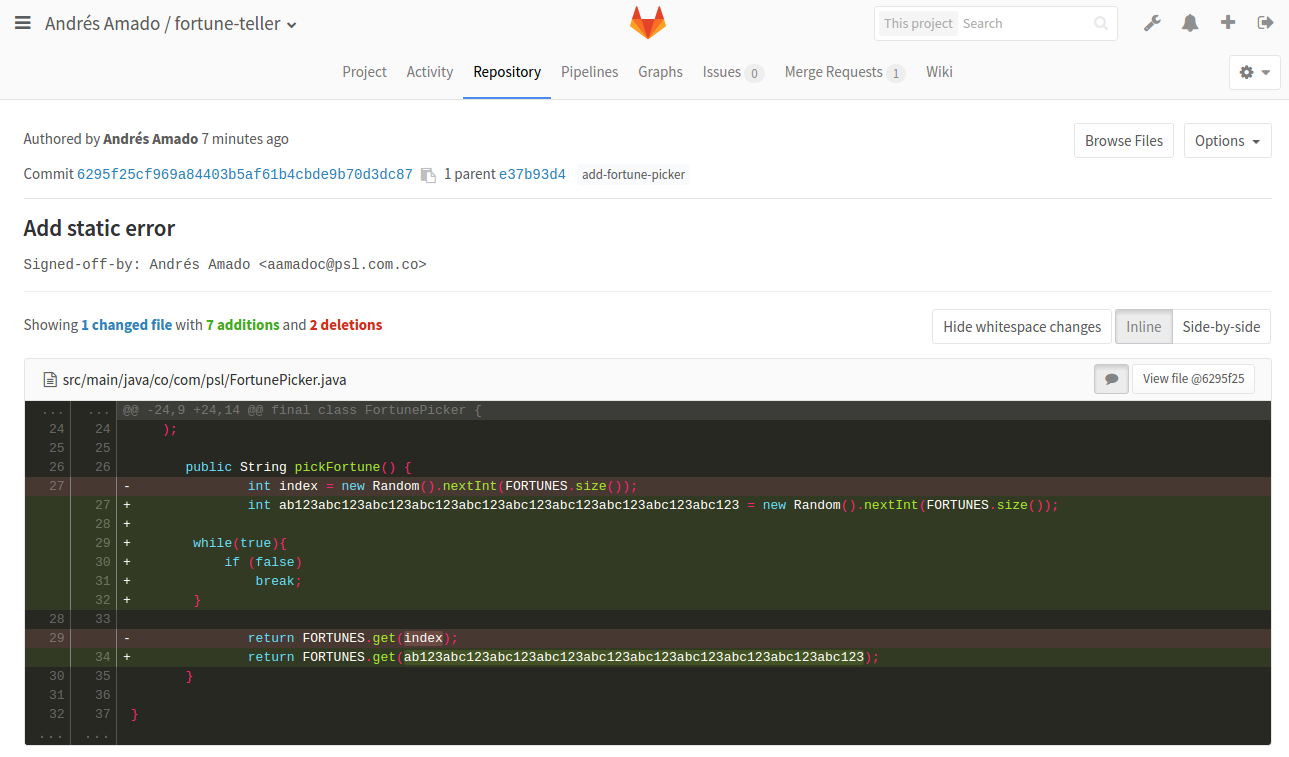 Andrés Amado / fortune-teller
This project Search
Project Activity Repository Pipelines Graphs Issues 0 Merge Requests 1 Wiki
Authored by Andrés Amado 7 minutes ago
Browse Files Options
Commit 6295f25cf969a84403b5af61b4cbde9b70d3dc87 1 parent e37b93d4 add-fortune-picker
Add static error
Signed-off-by: Andrés Amado <aamadoc@psl.com.co>
Showing 1 changed file with 7 additions and 2 deletions
Hide whitespace changes Inline Side-by-side
src/main/java/co/com/psl/FortunePicker.java
View file @6295f25
... ... @@ -24,9 +24,14 @@ final class FortunePicker {
24 24 );
25 25
26 26 public String pickFortune() {
27 - int index = new Random().nextInt(FORTUNES.size());
27 + int ab123abc123abc123abc123abc123abc123abc123abc123abc123abc123 = new Random().nextInt(FORTUNES.size());
28 +
29 + while(true){
30 + if (false)
31 + break;
32 + }
28 33
29 - return FORTUNES.get(index);
34 + return FORTUNES.get(ab123abc123abc123abc123abc123abc123abc123abc123abc123abc123);
30 35 }
31 36
32 37 }
... ...